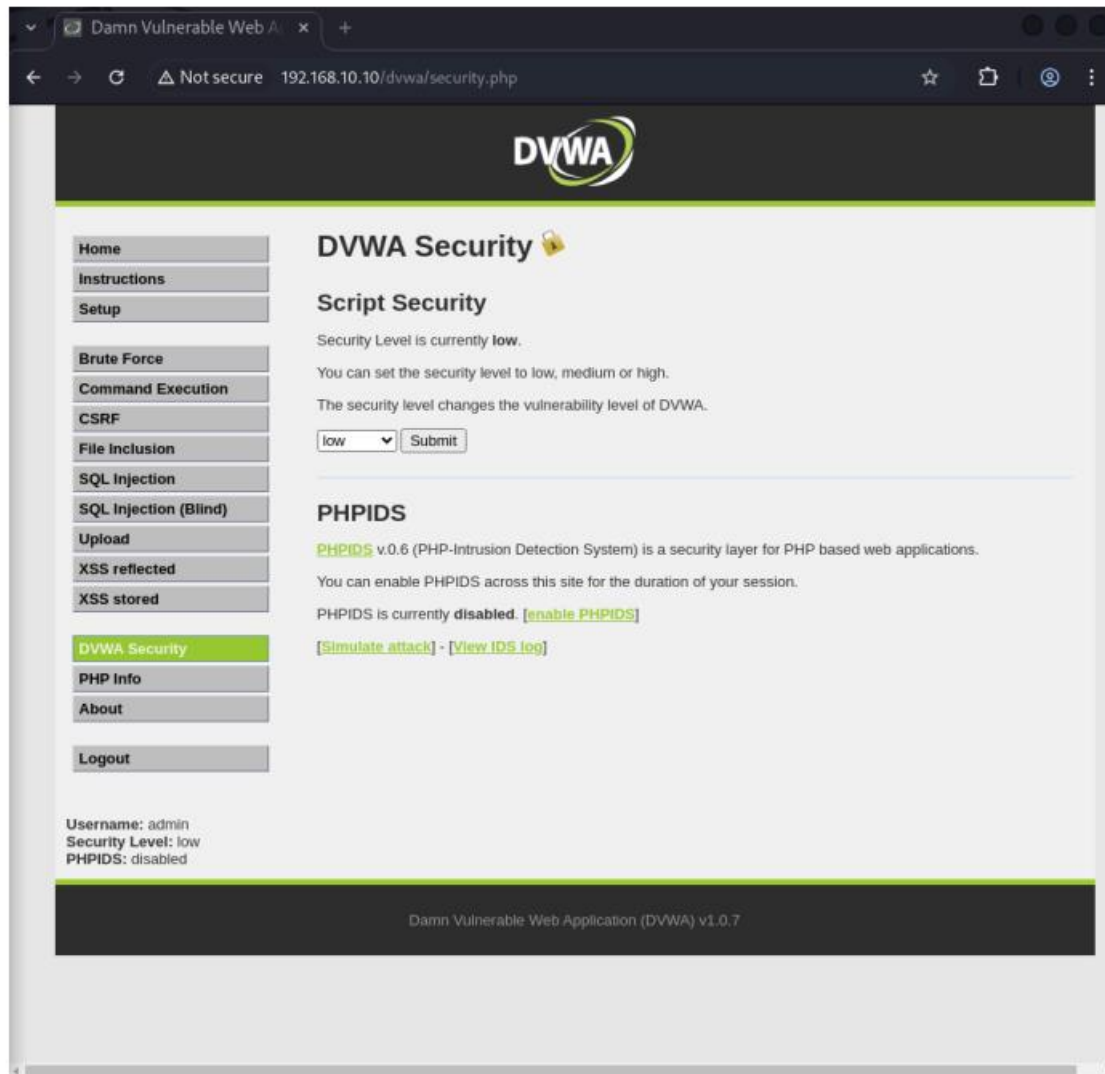 Damn Vulnerable Web A
Not secure 192.168.10.10/dvwa/security.php
DVWA
Home
Instructions
Setup
Brute Force
Command Execution
CSRF
File Inclusion
SQL Injection
SQL Injection (Blind)
Upload
XSS reflected
XSS stored
DVWA Security
PHP Info
About
Logout
Username: admin
Security Level: low
PHPIDS: disabled
DVWA Security
Script Security
Security Level is currently low.
You can set the security level to low, medium or high.
The security level changes the vulnerability level of DVWA.
low Submit
PHPIDS
PHPIDS v.0.6 (PHP-Intrusion Detection System) is a security layer for PHP based web applications.
You can enable PHPIDS across this site for the duration of your session.
PHPIDS is currently disabled. [enable PHPIDS]
[Simulate attack] - [View IDS log]
Damn Vulnerable Web Application (DVWA) v1.0.7